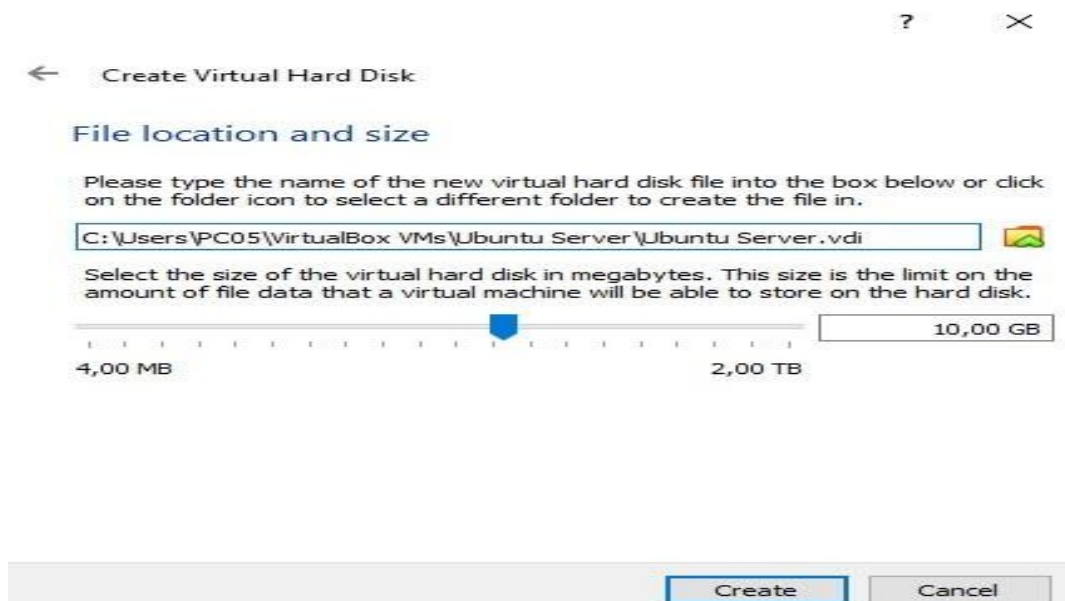 ?
Create Virtual Hard Disk
File location and size
Please type the name of the new virtual hard disk file into the box below or click
on the folder icon to select a different folder to create the file in.
C:\Users\PC05\VirtualBox VMs\Ubuntu Server\Ubuntu Server.vdi
Select the size of the virtual hard disk in megabytes. This size is the limit on the
amount of file data that a virtual machine will be able to store on the hard disk.
10,00 GB
4,00 MB 2,00 TB
Create Cancel